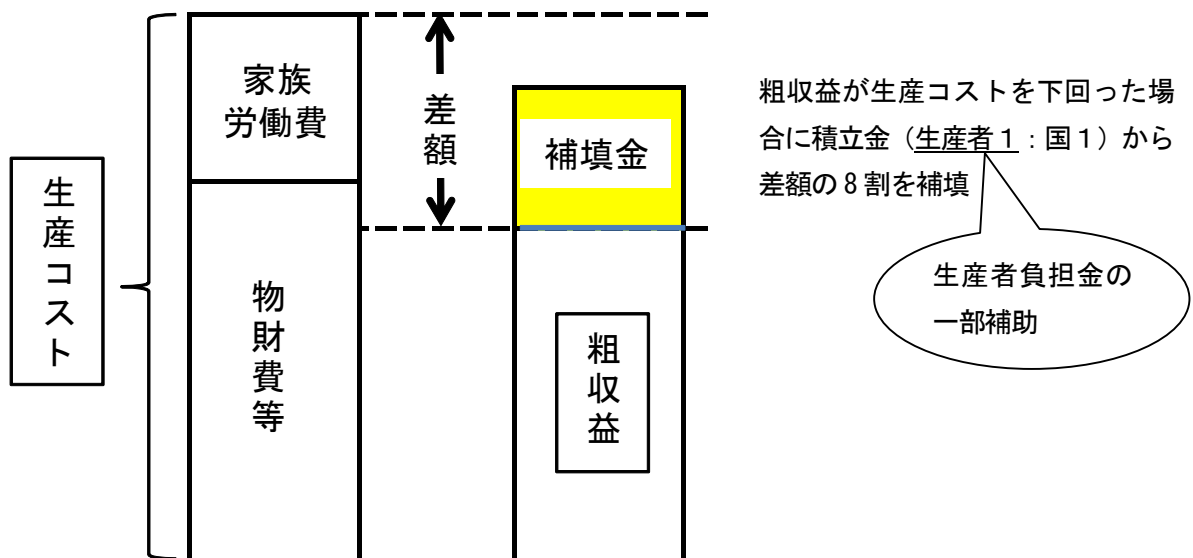 生産コスト
家族
労働費
物財費等
差額
補填金
粗収益
粗収益が生産コストを下回った場
合に積立金（生産者１：国１）から
差額の８割を補填
生産者負担金の
一部補助